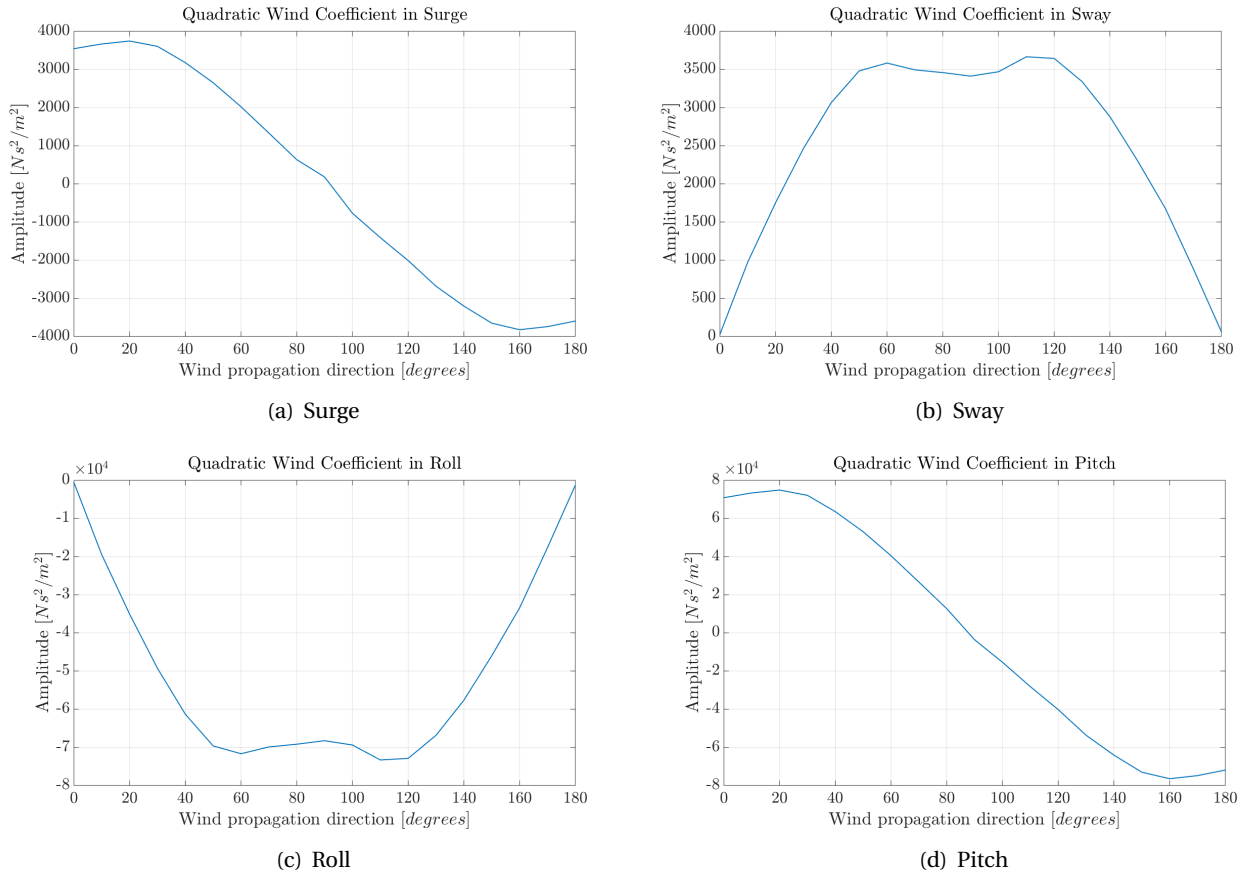 Quadratic Wind Coefficient in Surge
4000
3000
2000
1000
0
-1000
-2000
-3000
-4000
Amplitude [Ns²/m²]
0 20 40 60 80 100 120 140 160 180
Wind propagation direction [degrees]
(a) Surge
Quadratic Wind Coefficient in Sway
4000
3500
3000
2500
2000
1500
1000
500
0
Amplitude [Ns²/m²]
0 20 40 60 80 100 120 140 160 180
Wind propagation direction [degrees]
(b) Sway
Quadratic Wind Coefficient in Roll
×10⁴
0
-1
-2
-3
-4
-5
-6
-7
-8
Amplitude [Ns²/m²]
0 20 40 60 80 100 120 140 160 180
Wind propagation direction [degrees]
(c) Roll
Quadratic Wind Coefficient in Pitch
×10⁴
8
6
4
2
0
-2
-4
-6
-8
Amplitude [Ns²/m²]
0 20 40 60 80 100 120 140 160 180
Wind propagation direction [degrees]
(d) Pitch